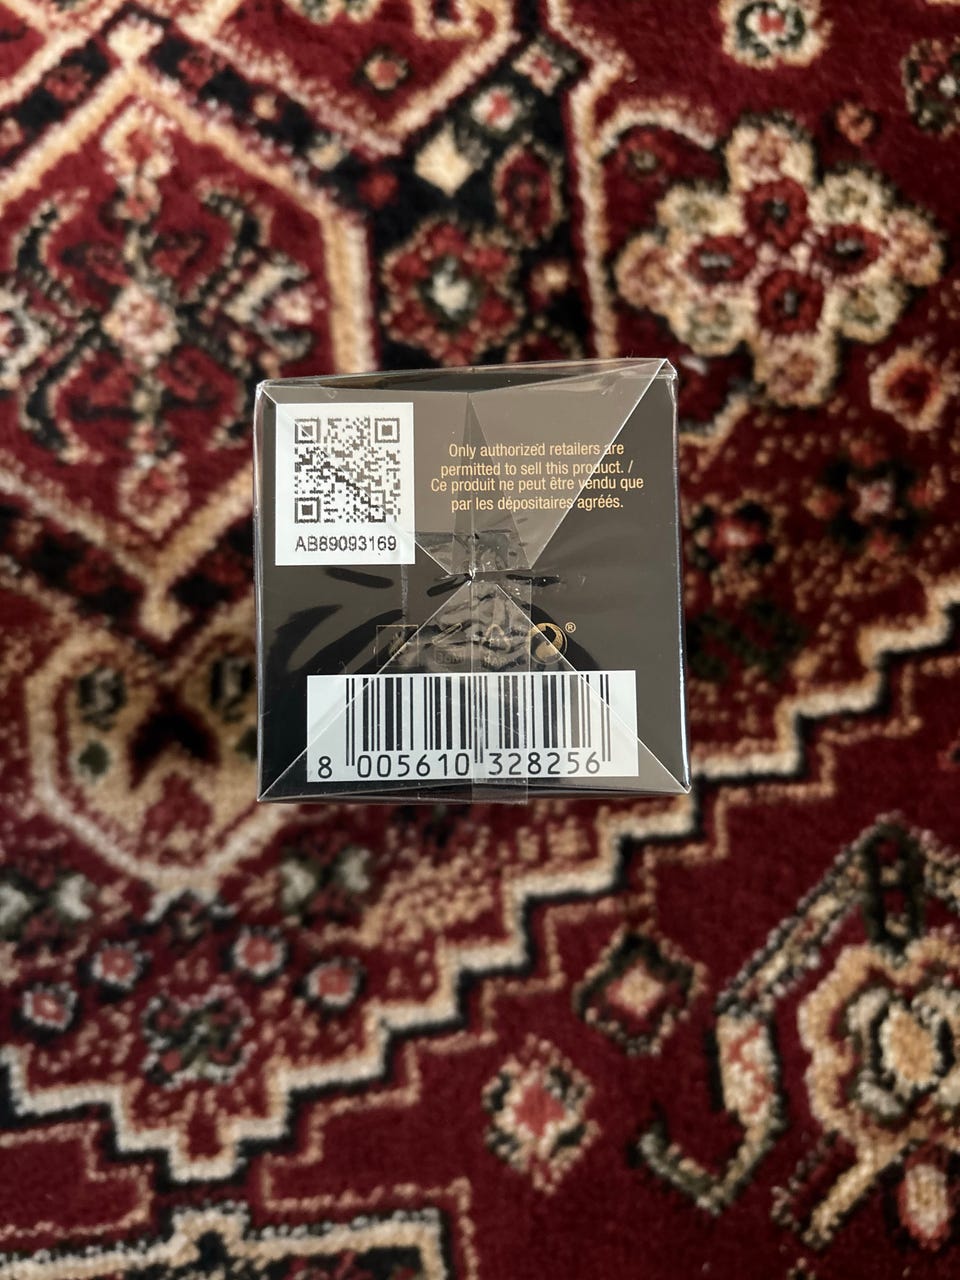 AB89093169
Only authorized retailers are
permitted to sell this product. /
Ce produit ne peut être vendu que
par les dépositaires agréés.
®
8 005610 328256